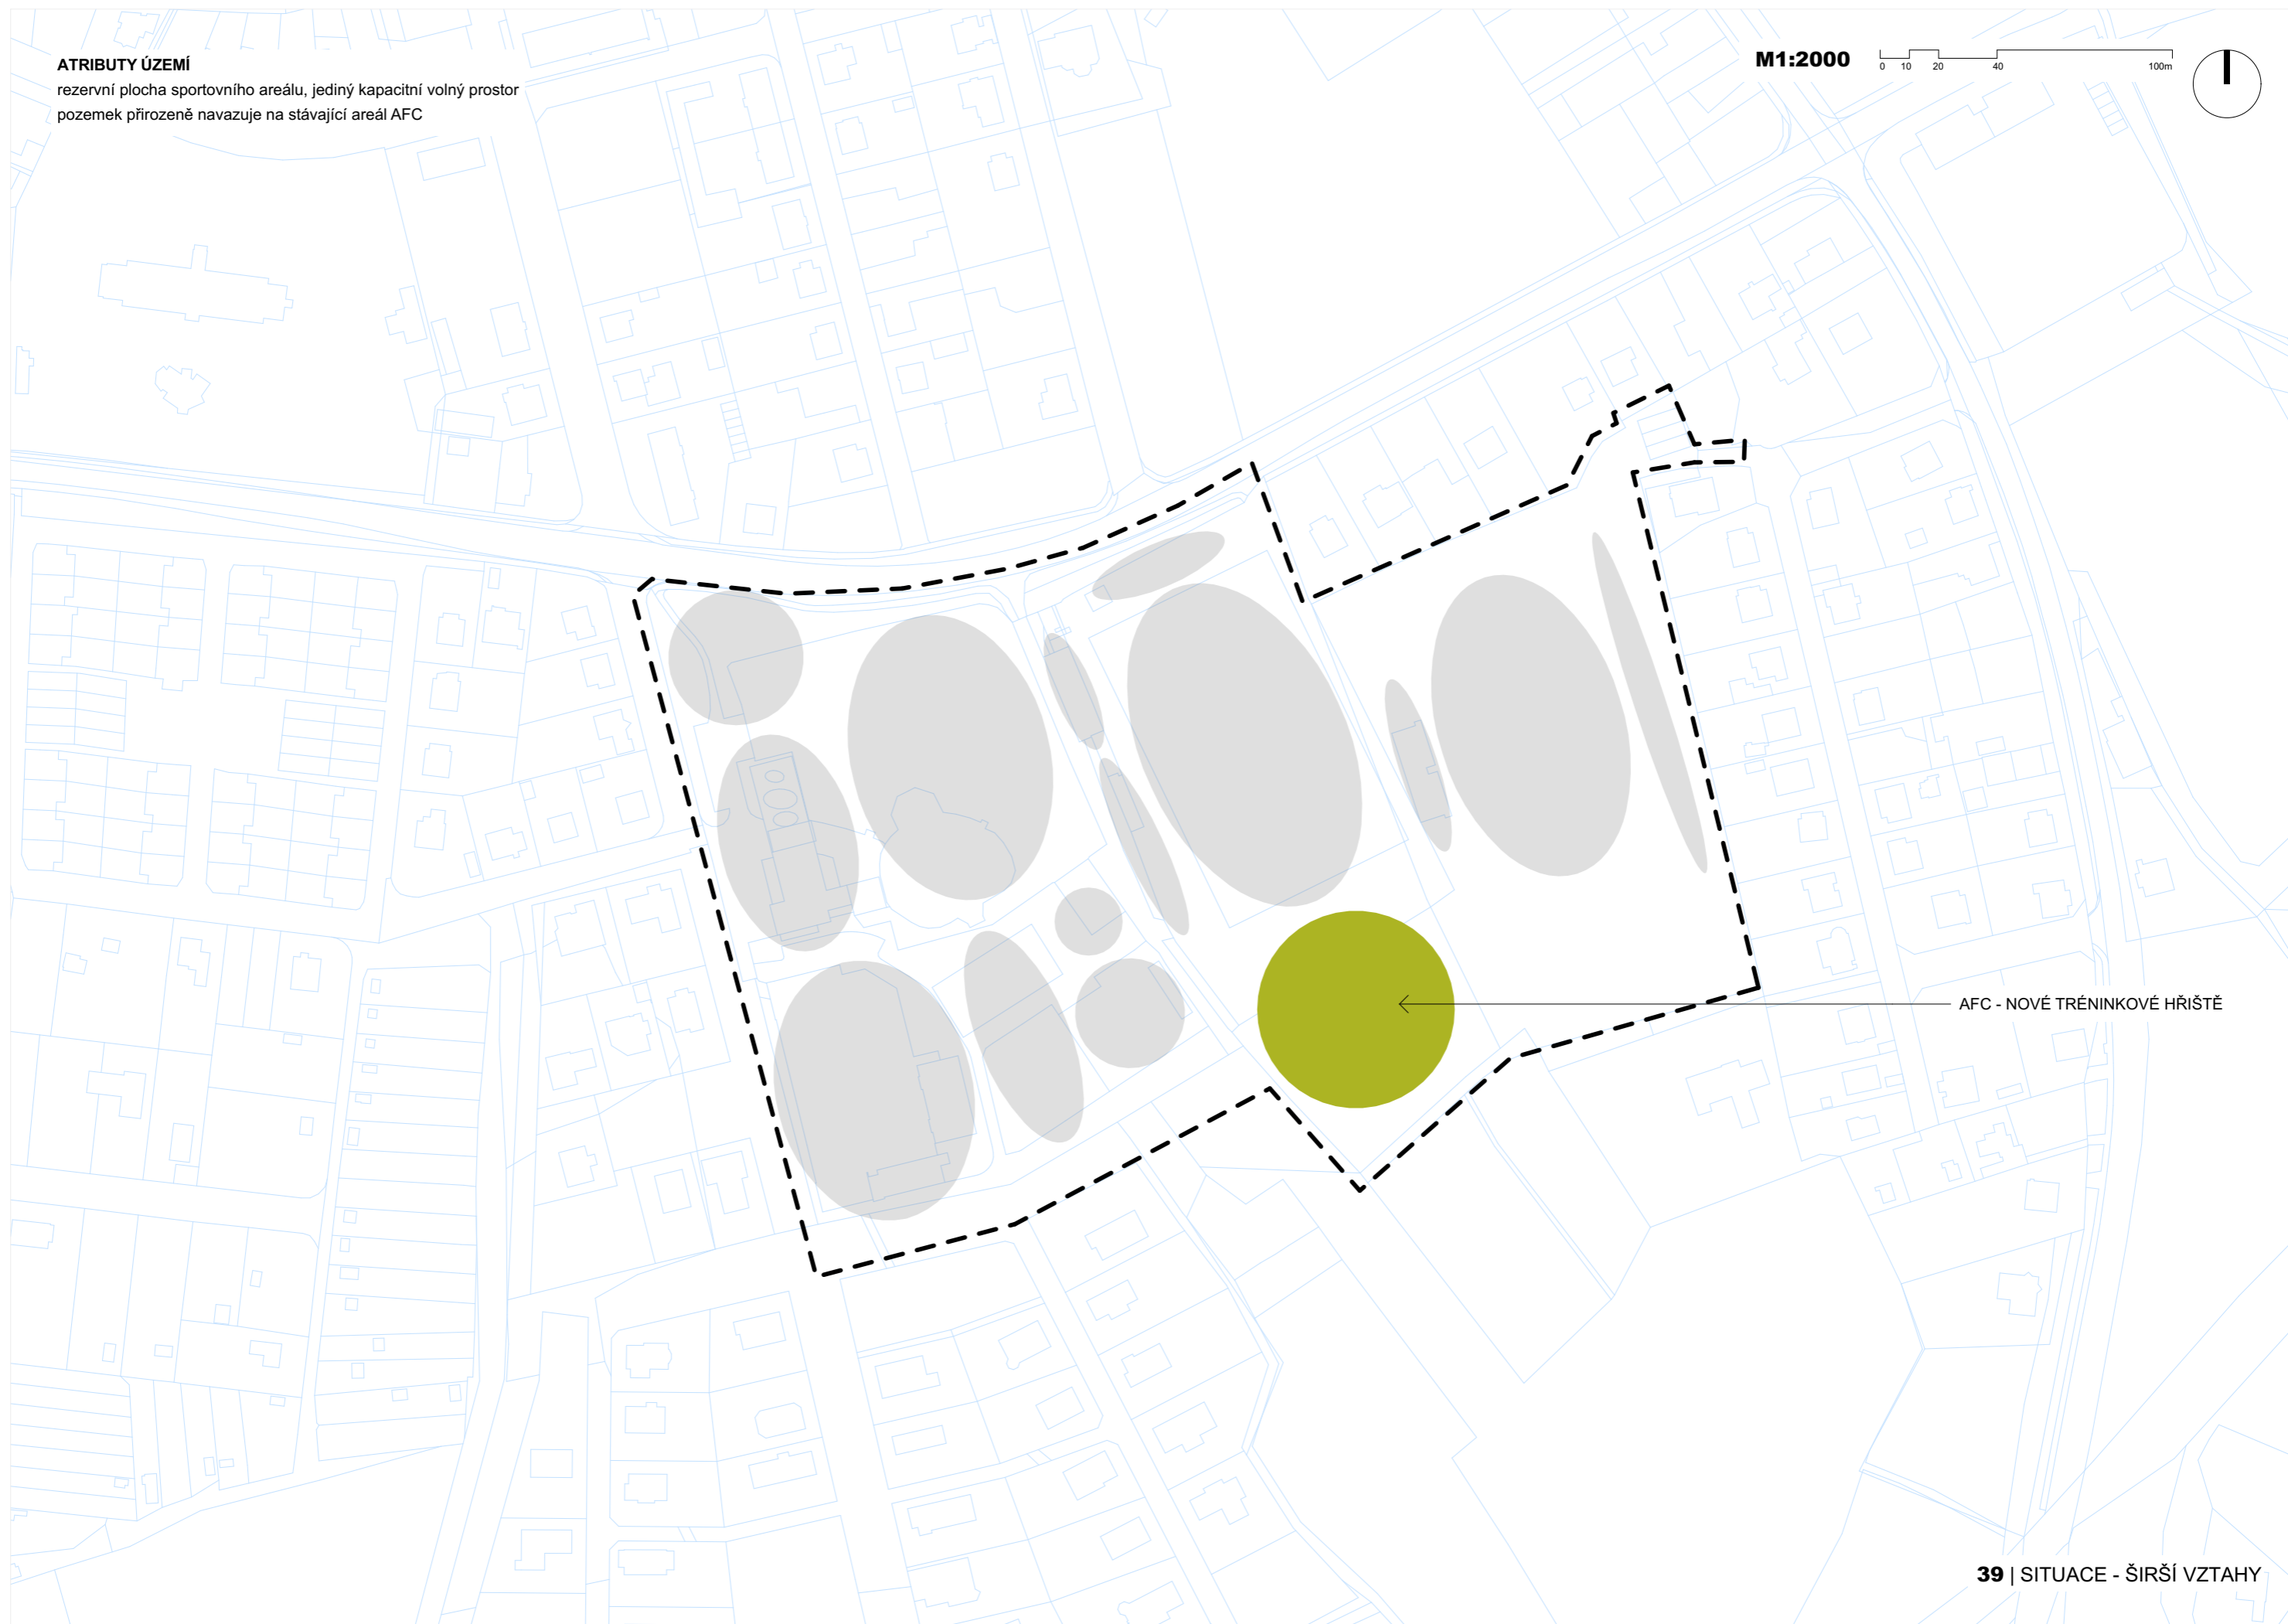 ATRIBUTY ÚZEMÍ
rezervní plocha sportovního areálu, jediný kapacitní volný prostor
pozemek přirozeně navazuje na stávající areál AFC
M1:2000
0 10 20 40 100m
AFC - NOVÉ TRÉNINKOVÉ HŘIŠTĚ
39 | SITUACE - ŠIRŠÍ VZTAHY